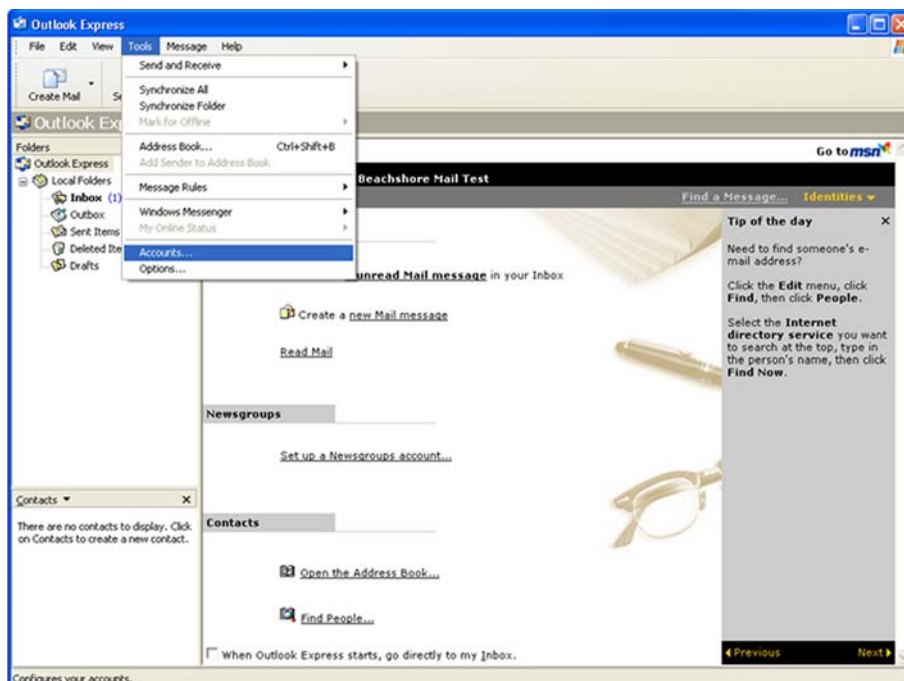 Outlook Express
File Edit View Tools Message Help
Send and Receive
Synchronize All
Synchronize Folder
Mark for Offline
Address Book... Ctrl+Shift+B
Add Sender to Address Book
Message Rules
Windows Messenger
My Online Status
Accounts...
Options...
Create Mail
Outlook Ex
Go to msn
Folders
Outlook Express
Local Folders
Inbox (1)
Outbox
Sent Items
Deleted Ite
Drafts
Beachshore Mail Test
Find a Message... Identities
unread Mail message in your Inbox
Create a new Mail message
Read Mail
Newsgroups
Set up a Newsgroups account...
Contacts
Open the Address Book...
Find People...
When Outlook Express starts, go directly to my Inbox.
Tip of the day X
Need to find someone's e-
mail address?
Click the Edit menu, click
Find, then click People.
Select the Internet
directory service you want
to search at the top, type in
the person's name, then click
Find Now.
Previous Next
Contacts X
There are no contacts to display. Click
on Contacts to create a new contact.
Configures your accounts.